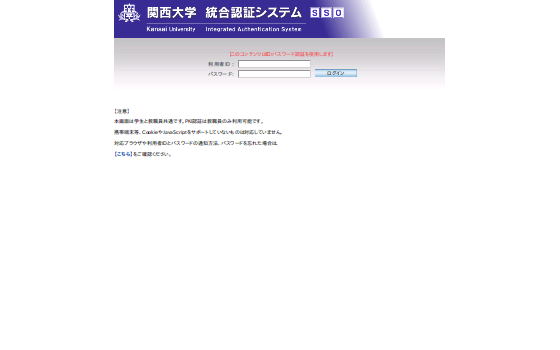 関西大学 統合認証システム SSO
Kansai University Integrated Authentication System
[このコンテンツはID/パスワード認証を使用します]
利用者ID:
パスワード:
ログイン
【注意】
本画面は学生と教職員共通です。PKI認証は教職員のみ利用可能です。
携帯端末等、CookieやJavaScriptをサポートしていないものは対応していません。
対応ブラウザや利用者IDとパスワードの通知方法、パスワードを忘れた場合は、
【こちら】をご確認ください。